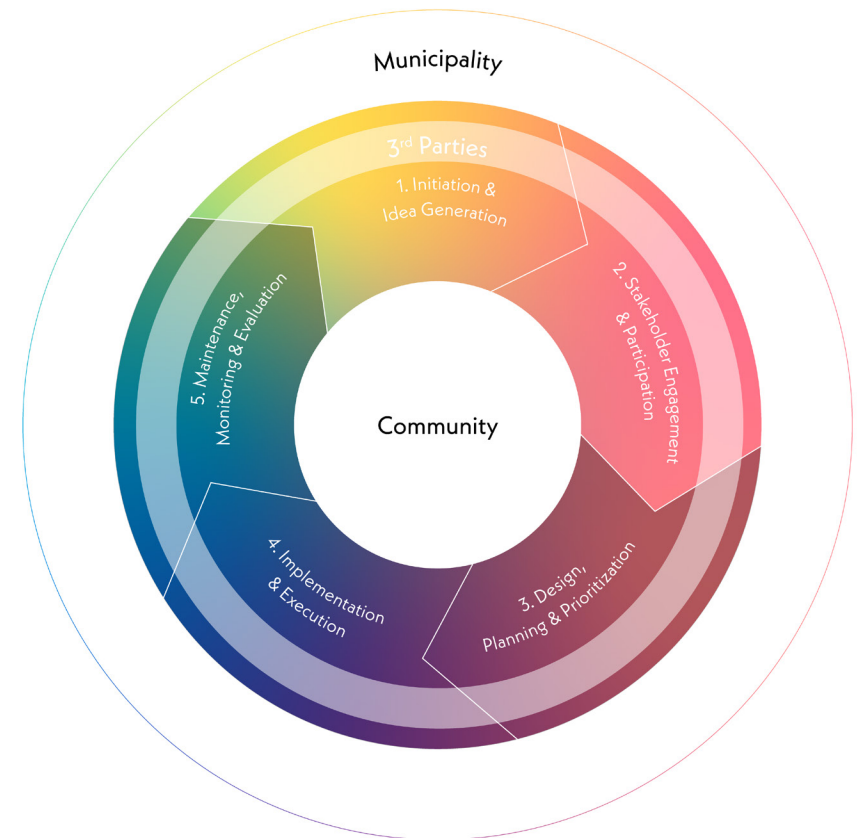 Municipality
3rd Parties
1. Initiation &
Idea Generation
2. Stakeholder Engagement
& Participation
3. Design,
Planning & Prioritization
4. Implementation
& Execution
5. Maintenance,
Monitoring & Evaluation
Community